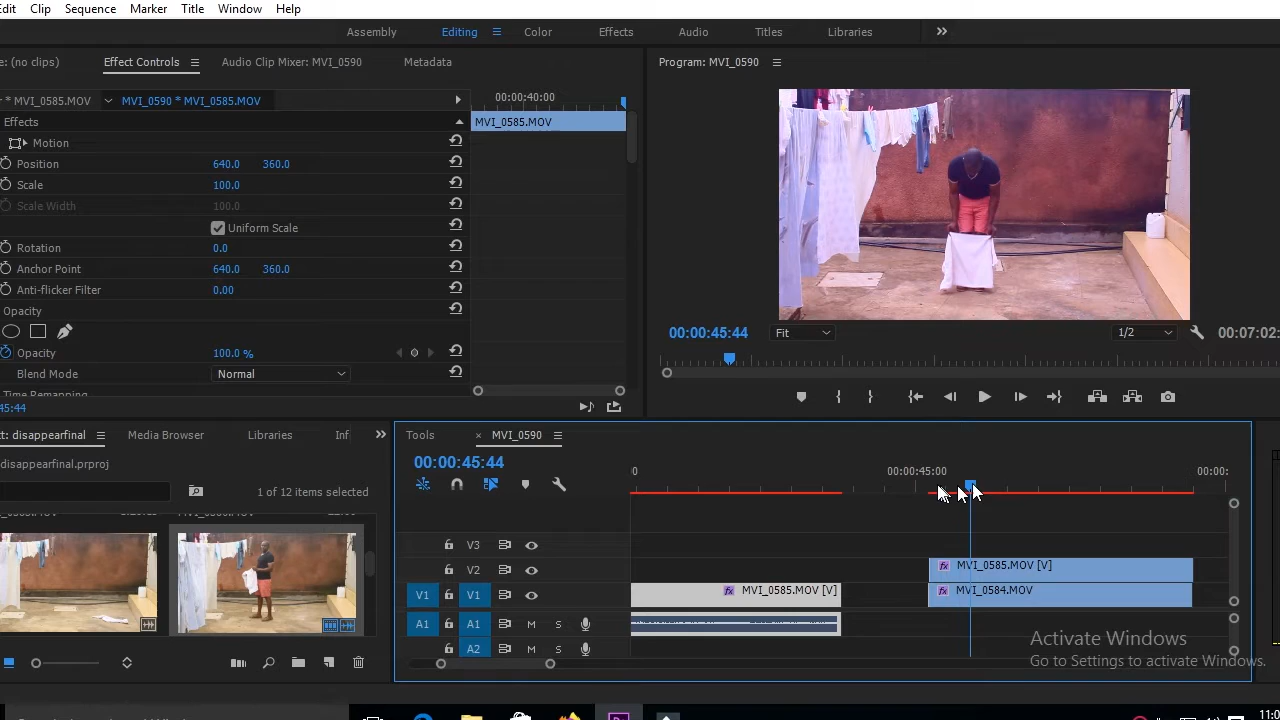 Edit Clip Sequence Marker Title Window Help
Assembly Editing Color Effects Audio Titles Libraries
(no clips) Effect Controls Audio Clip Mixer: MVI_0590 Metadata
Program: MVI_0590
* MVI_0585.MOV MVI_0590 * MVI_0585.MOV
00:00:40:00
Effects
MVI_0585.MOV
Motion
Position 640.0 360.0
Scale 100.0
Scale Width 100.0
Uniform Scale
Rotation 0.0
Anchor Point 640.0 360.0
Anti-flicker Filter 0.00
Opacity
Opacity 100.0 %
Blend Mode Normal
Time Remapping
45:44
00:00:45:44 Fit 1/2 00:07:02:
t: disappearfinal Media Browser Libraries Inf
disappearfinal.prproj
1 of 12 items selected
Tools × MVI_0590
00:00:45:44
0 00:00:45:00 00:00:
V3
V2
V1 V1
A1 A1 M S
A2 M S
MVI_0585.MOV [V]
MVI_0585.MOV [V]
MVI_0584.MOV
Activate Windows
Go to Settings to activate Windows.
11:0